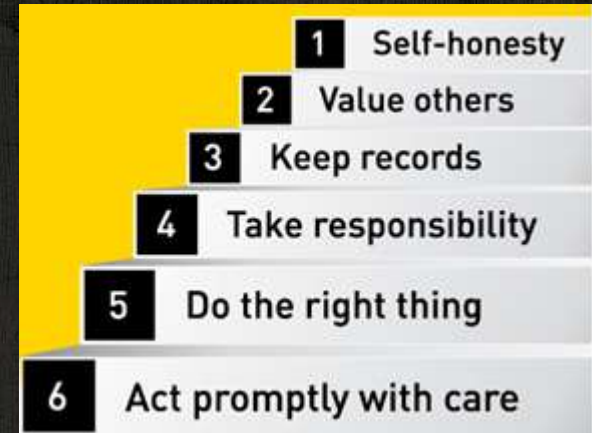 1 Self-honesty
2 Value others
3 Keep records
4 Take responsibility
5 Do the right thing
6 Act promptly with care